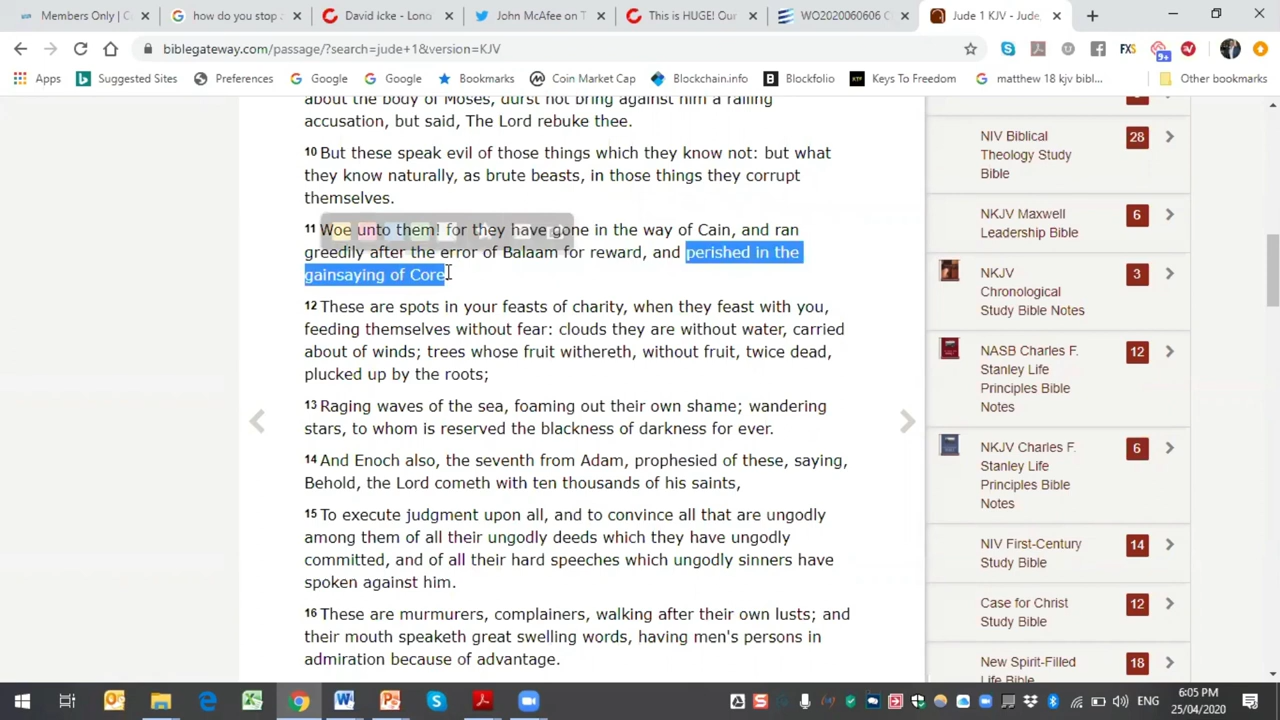 Members Only | Co
how do you stop a
David icke - Lond
John McAfee on T
This is HUGE! Our
WO2020060606 C
Jude 1 KJV - Jude,
biblegateway.com/passage/?search=jude+1&version=KJV
Apps
Suggested Sites
Preferences
Google
Google
Bookmarks
Coin Market Cap
Blockchain.info
Blockfolio
Keys To Freedom
matthew 18 kjv bibl...
Other bookmarks
about the body of Moses, durst not bring against him a railing
accusation, but said, The Lord rebuke thee.
10 But these speak evil of those things which they know not: but what
they know naturally, as brute beasts, in those things they corrupt
themselves.
11 Woe unto them! for they have gone in the way of Cain, and ran
greedily after the error of Balaam for reward, and perished in the
gainsaying of Core
12 These are spots in your feasts of charity, when they feast with you,
feeding themselves without fear: clouds they are without water, carried
about of winds; trees whose fruit withereth, without fruit, twice dead,
plucked up by the roots;
13 Raging waves of the sea, foaming out their own shame; wandering
stars, to whom is reserved the blackness of darkness for ever.
14 And Enoch also, the seventh from Adam, prophesied of these, saying,
Behold, the Lord cometh with ten thousands of his saints,
15 To execute judgment upon all, and to convince all that are ungodly
among them of all their ungodly deeds which they have ungodly
committed, and of all their hard speeches which ungodly sinners have
spoken against him.
16 These are murmurers, complainers, walking after their own lusts; and
their mouth speaketh great swelling words, having men's persons in
admiration because of advantage.
NIV Biblical
Theology Study
Bible
28
NKJV Maxwell
Leadership Bible
6
NKJV
Chronological
Study Bible Notes
3
NASB Charles F.
Stanley Life
Principles Bible
Notes
12
NKJV Charles F.
Stanley Life
Principles Bible
Notes
6
NIV First-Century
Study Bible
14
Case for Christ
Study Bible
12
New Spirit-Filled
Life Bible
18
ENG
6:05 PM
25/04/2020